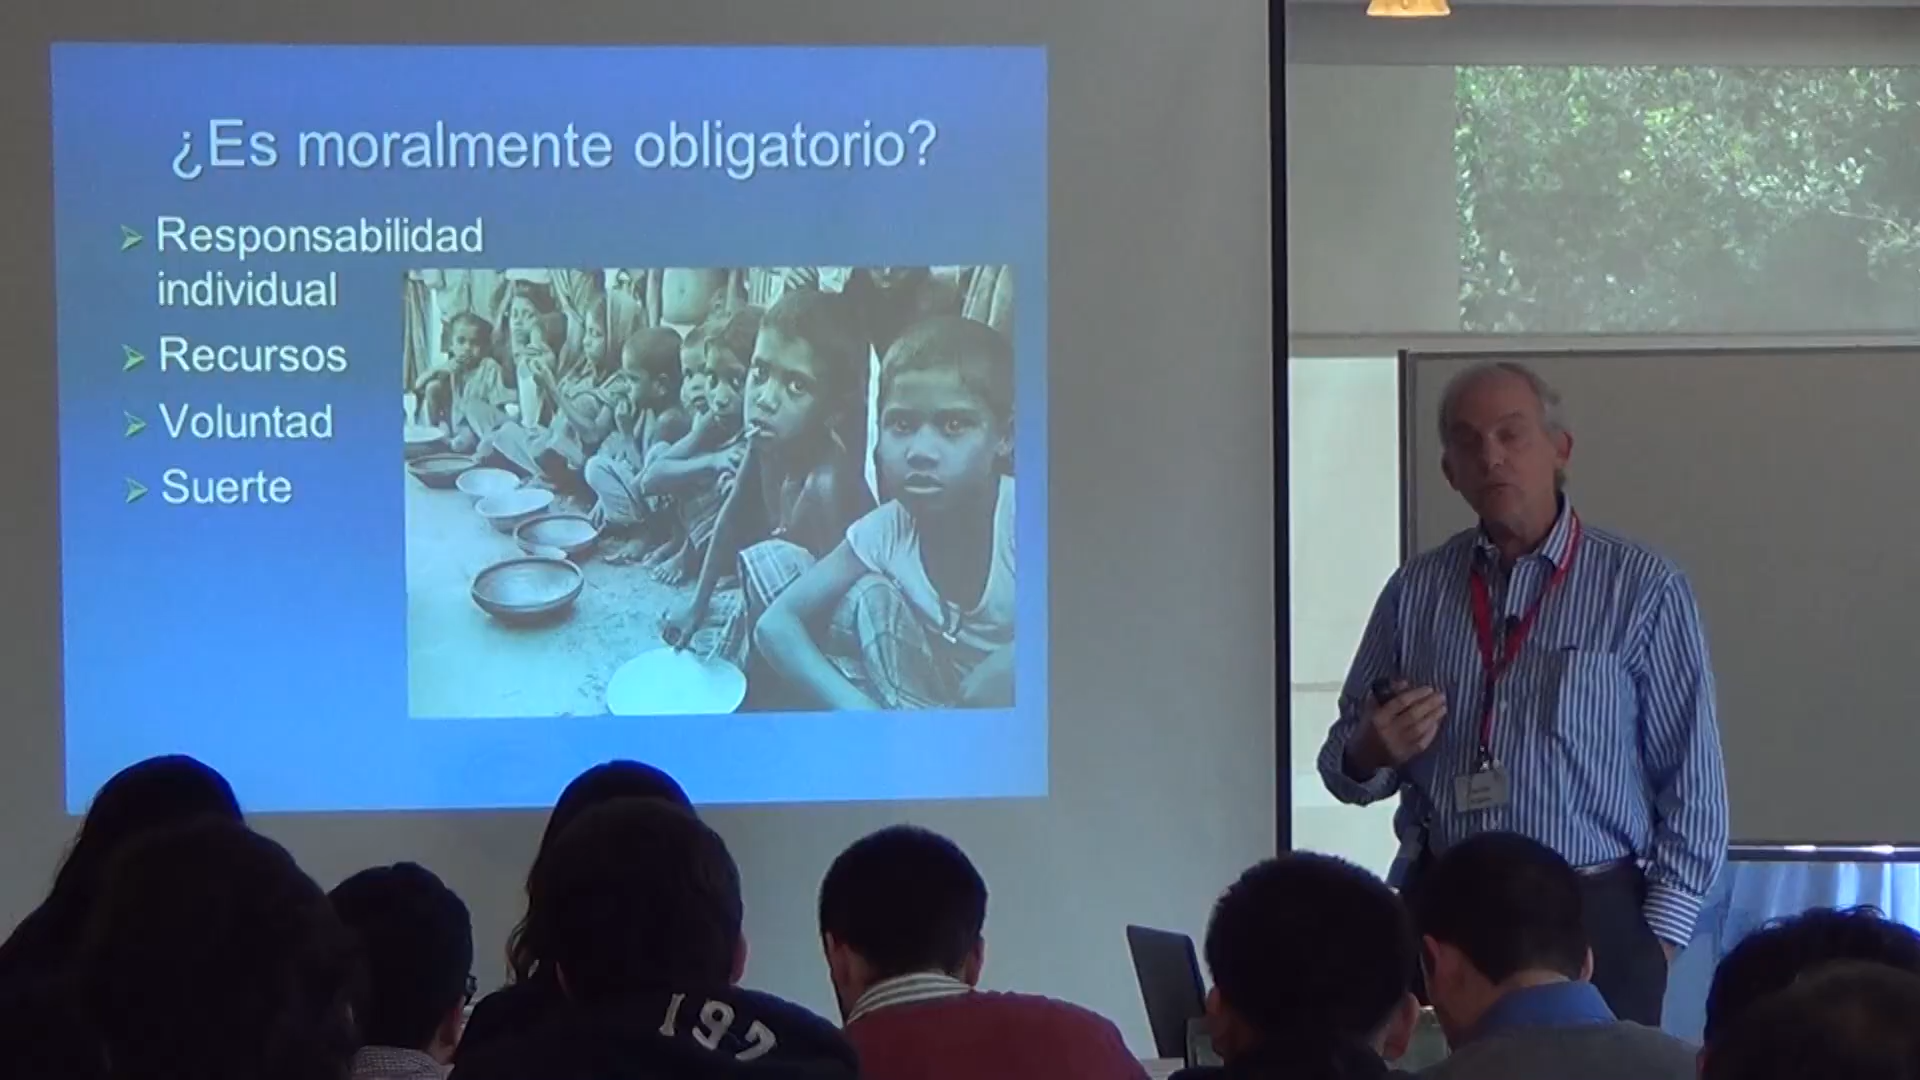 ¿Es moralmente obligatorio?
Responsabilidad
individual
Recursos
Voluntad
Suerte
197